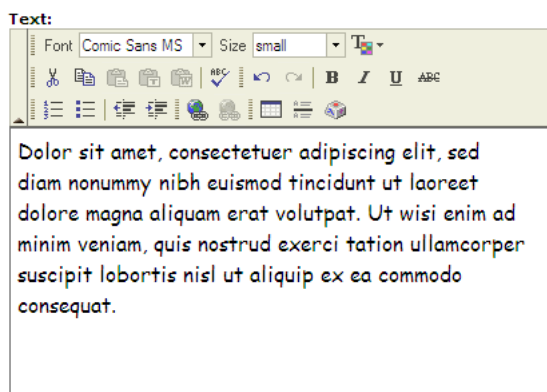 Text:
Font Comic Sans MS Size small
ABC B I U ABC
Dolor sit amet, consectetuer adipiscing elit, sed
diam nonummy nibh euismod tincidunt ut laoreet
dolore magna aliquam erat volutpat. Ut wisi enim ad
minim veniam, quis nostrud exerci tation ullamcorper
suscipit lobortis nisl ut aliquip ex ea commodo
consequat.